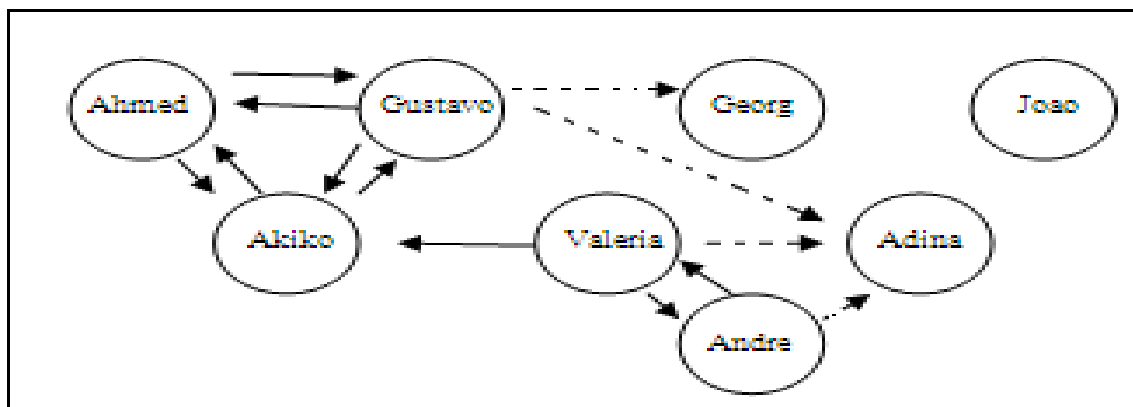 Ahmed
Gustavo
Georg
Joao
Akiko
Valeria
Adina
Andre